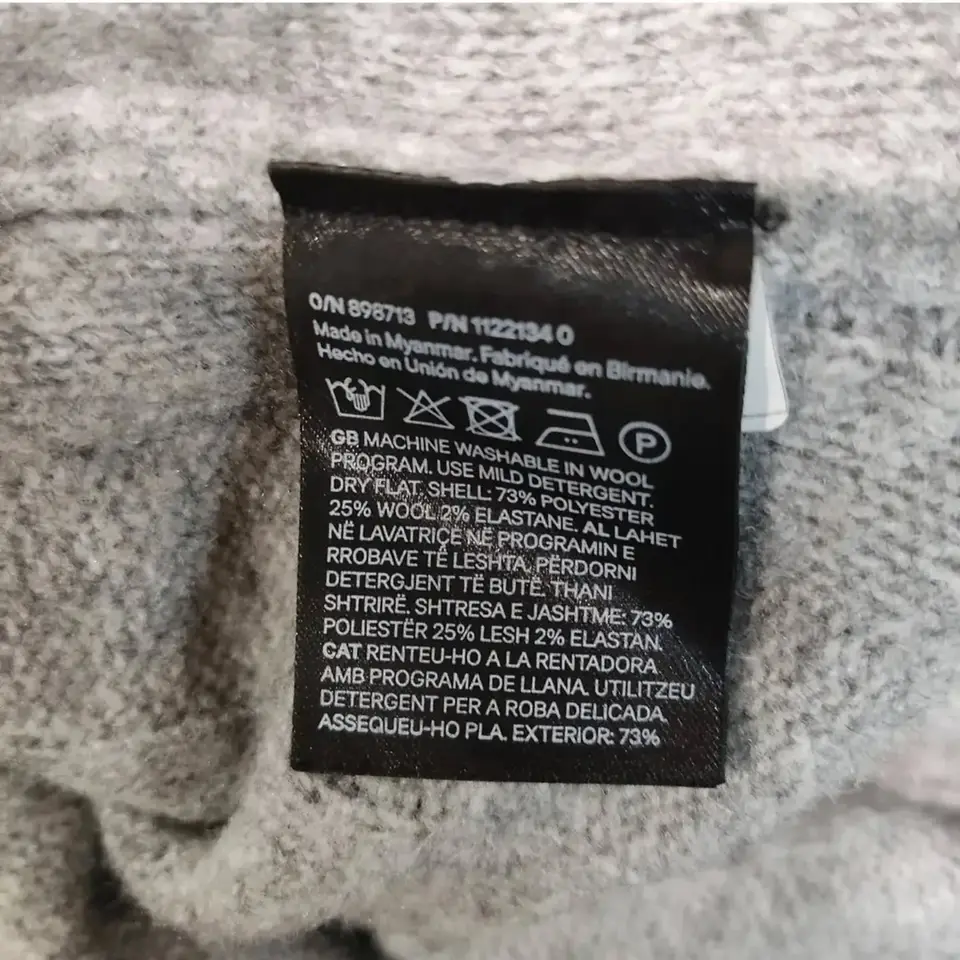 O/N 898713 P/N 1122134 0
Made in Myanmar. Fabriqué en Birmanie.
Hecho en Unión de Myanmar.
P
GB MACHINE WASHABLE IN WOOL
PROGRAM. USE MILD DETERGENT.
DRY FLAT. SHELL: 73% POLYESTER
25% WOOL 2% ELASTANE. AL LAHET
NË LAVATRIÇE NË PROGRAMIN E
RROBAVE TË LESHTA. PËRDORNI
DETERGJENT TË BUTË. THANI
SHTRIRË. SHTRESA E JASHTME: 73%
POLIESTËR 25% LESH 2% ELASTAN.
CAT RENTEU-HO A LA RENTADORA
AMB PROGRAMA DE LLANA. UTILITZEU
DETERGENT PER A ROBA DELICADA.
ASSEQUEU-HO PLA. EXTERIOR: 73%